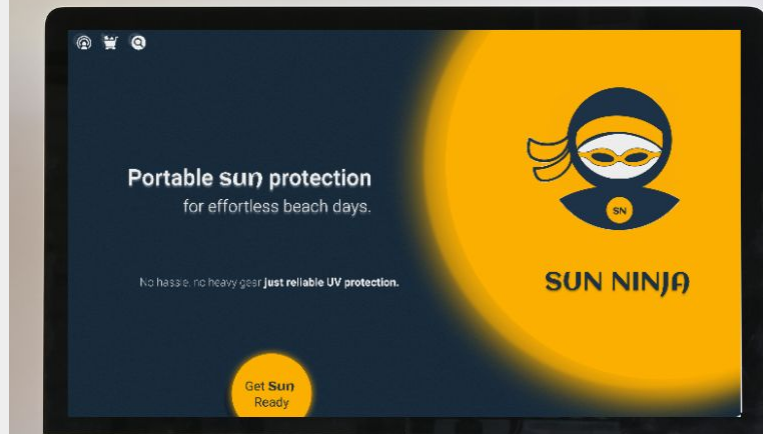 Portable sun protection
for effortless beach days.
No hassle, no heavy gear just reliable UV protection.
Get Sun
Ready
SN
SUN NINJA